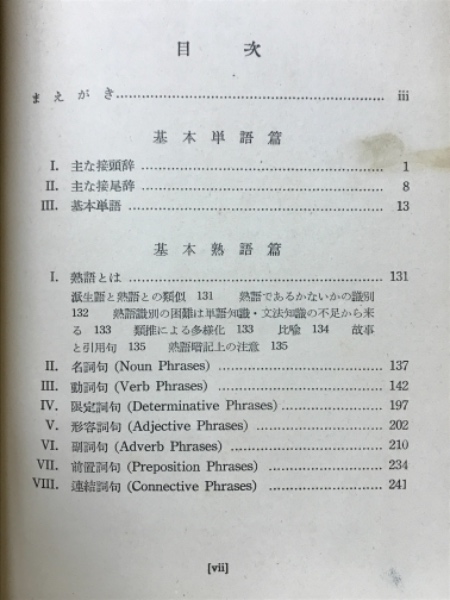 目 次
まえがき……………………………………………………iii
基本単語篇
I. 主な接頭辞……………………………………………1
II. 主な接尾辞……………………………………………8
III. 基本単語……………………………………………13
基本熟語篇
I. 熟語とは……………………………………………131
派生語と熟語との類似 131 熟語であるかないかの識別
132 熟語識別の困難は単語知識・文法知識の不足から来
る 133 類推による多様化 133 比喩 134 故事
と引用句 135 熟語暗記上の注意 135
II. 名詞句 (Noun Phrases)……………………………137
III. 動詞句 (Verb Phrases)……………………………142
IV. 限定詞句 (Determinative Phrases)………………197
V. 形容詞句 (Adjective Phrases)……………………202
VI. 副詞句 (Adverb Phrases)…………………………210
VII. 前置詞句 (Preposition Phrases)…………………234
VIII. 連結詞句 (Connective Phrases)…………………241
[vii]